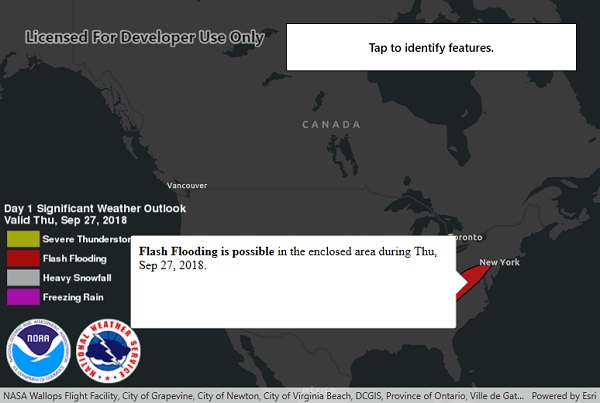 Licensed For Developer Use Only
Tap to identify features.
CANADA
Vancouver
Day 1 Significant Weather Outlook
Valid Thu, Sep 27, 2018
Severe Thunderstor
Flash Flooding
Heavy Snowfall
Freezing Rain
Flash Flooding is possible in the enclosed area during Thu,
Sep 27, 2018.
Toronto
New York
NOAA
NATIONAL WEATHER SERVICE
NASA Wallops Flight Facility, City of Grapevine, City of Newton, City of Virginia Beach, DCGIS, Province of Ontario, Ville de Gat... Powered by Esri